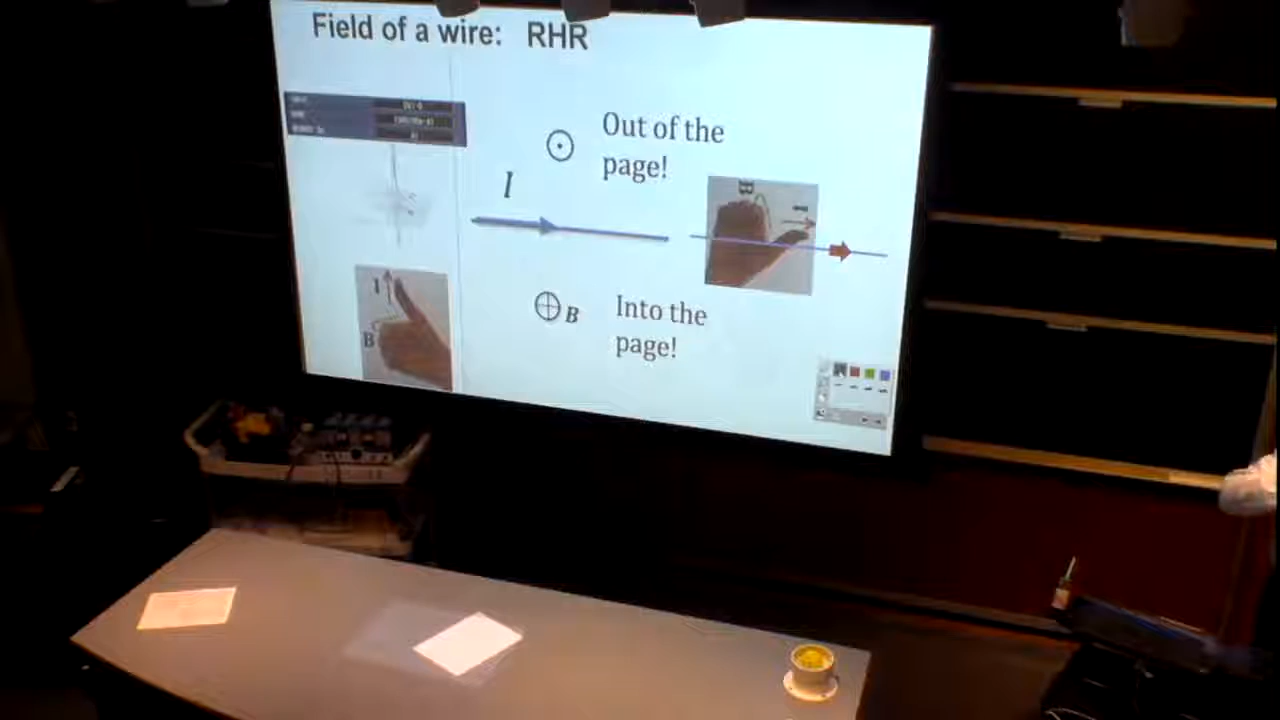 Field of a wire: RHR
Out of the
page!
I
B
I
I
B
B
Into the
page!